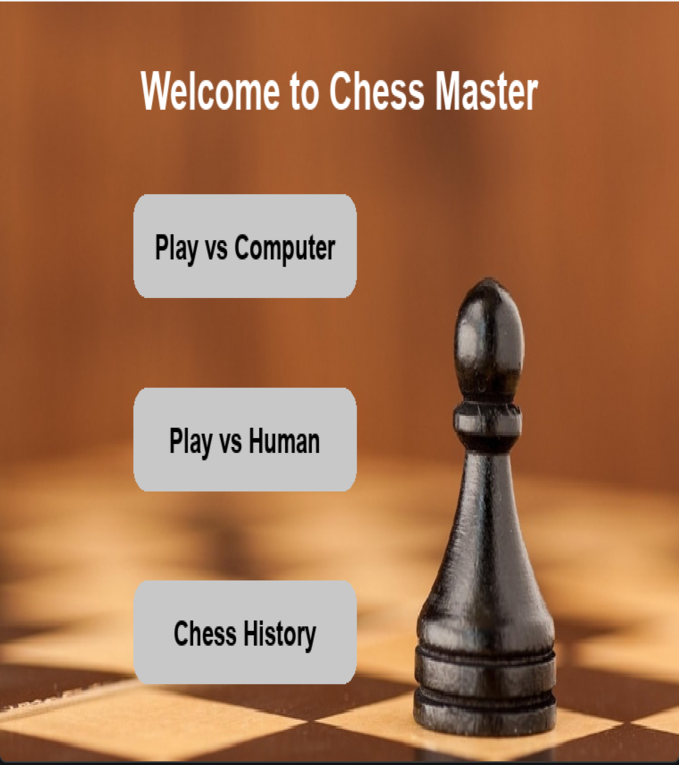 Welcome to Chess Master
Play vs Computer
Play vs Human
Chess History